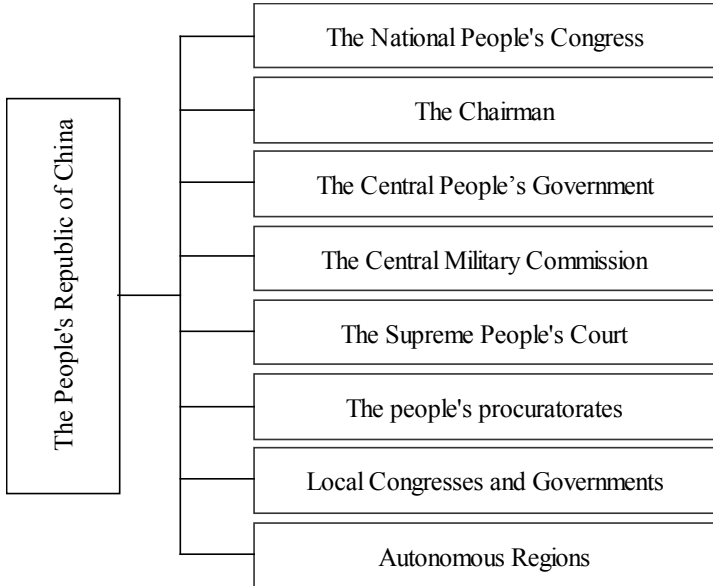 The People's Republic of China
The National People's Congress
The Chairman
The Central People’s Government
The Central Military Commission
The Supreme People's Court
The people's procuratorates
Local Congresses and Governments
Autonomous Regions